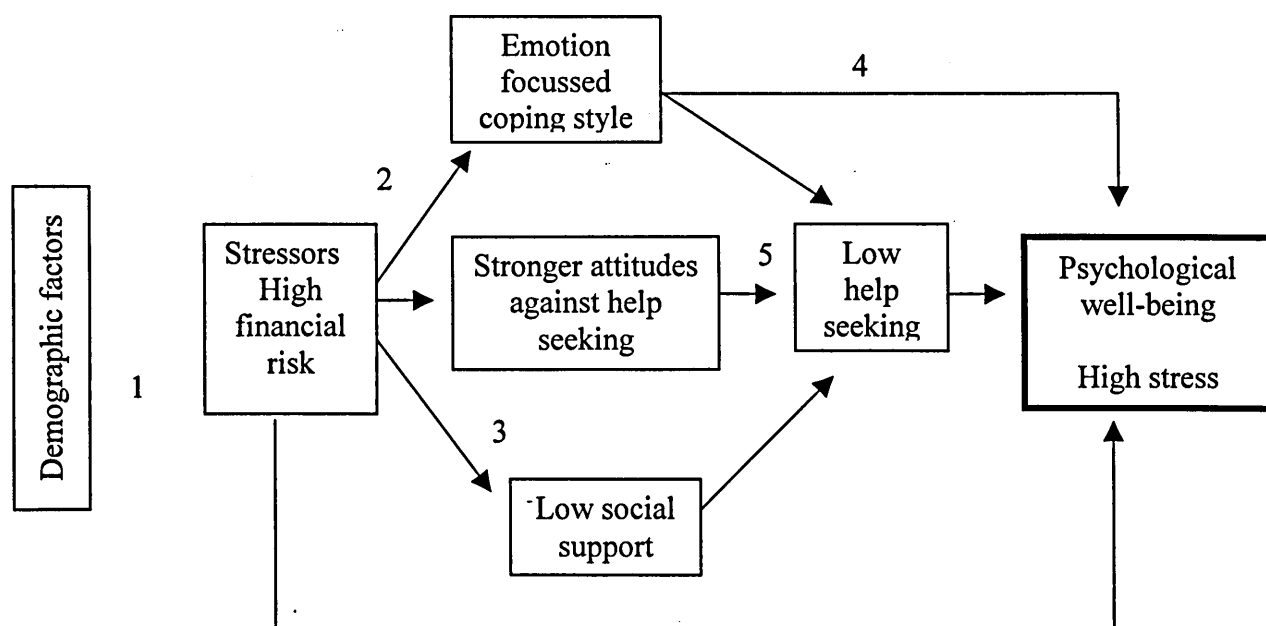 Demographic factors
1
Stressors
High
financial
risk
2
3
Emotion
focussed
coping style
Stronger attitudes
against help
seeking
Low social
support
4
5
Low
help
seeking
Psychological
well-being
High stress